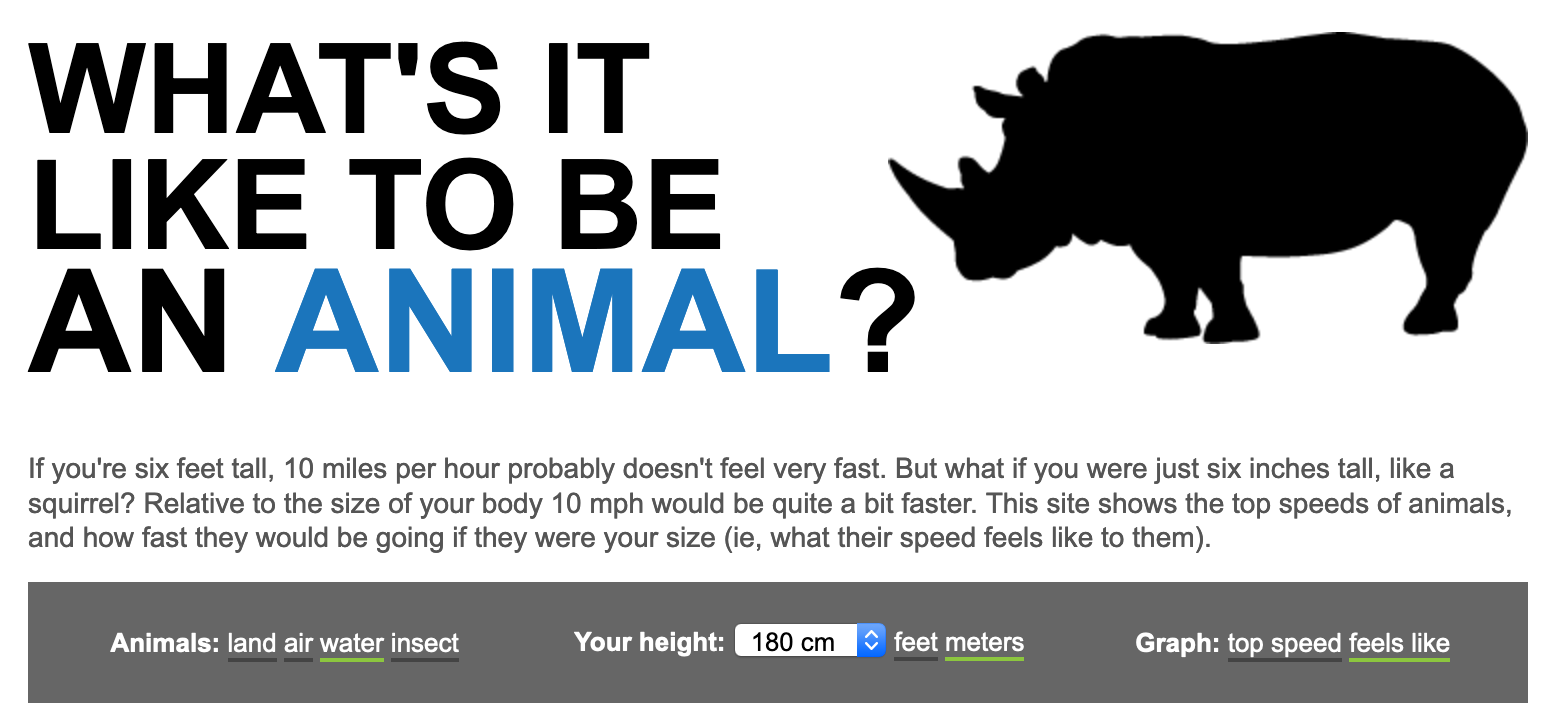 WHAT'S IT
LIKE TO BE
AN ANIMAL?
If you're six feet tall, 10 miles per hour probably doesn't feel very fast. But what if you were just six inches tall, like a
squirrel? Relative to the size of your body 10 mph would be quite a bit faster. This site shows the top speeds of animals,
and how fast they would be going if they were your size (ie, what their speed feels like to them).
Animals: land air water insect Your height: 180 cm feet meters Graph: top speed feels like